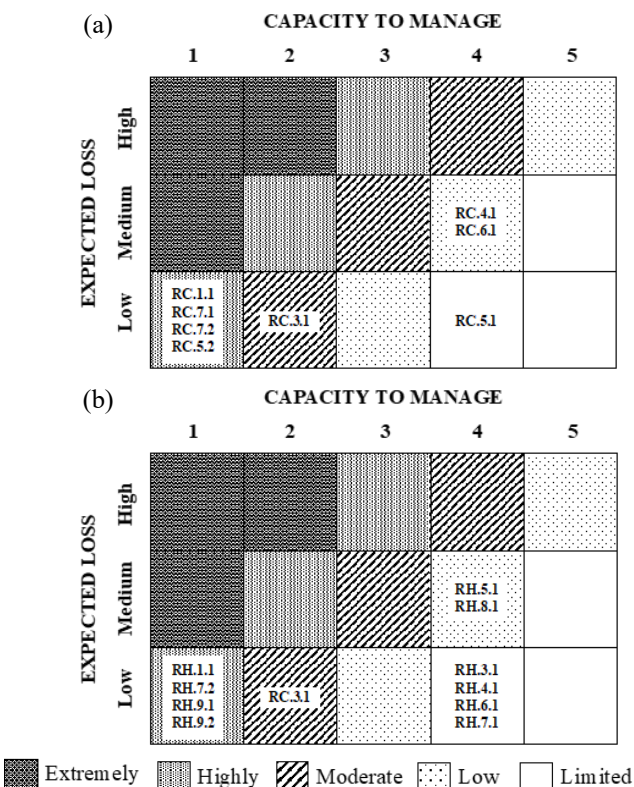 (a)
CAPACITY TO MANAGE
1 2 3 4 5
EXPECTED LOSS
High
Medium
RC.4.1
RC.6.1
Low
RC.1.1
RC.7.1
RC.7.2
RC.5.2
RC.3.1
RC.5.1
(b)
CAPACITY TO MANAGE
1 2 3 4 5
EXPECTED LOSS
High
Medium
RH.5.1
RH.8.1
Low
RH.1.1
RH.7.2
RH.9.1
RH.9.2
RC.3.1
RH.3.1
RH.4.1
RH.6.1
RH.7.1
Extremely Highly Moderate Low Limited